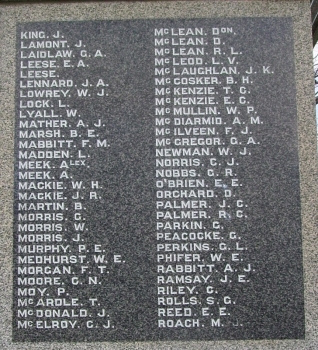 KING, J.
LAMONT, J.
LAIDLAW, G. A.
LEESE, E. A.
LEESE,
LENNARD, J. A.
LOWREY, W. J.
LOCK, L.
LYALL, W.
MATHER, A. J.
MARSH, B. E.
MABBITT, F. M.
MADDEN, L.
MEEK, ALEX.
MEEK, A.
MACKIE, W. H.
MACKIE, J. R.
MARTIN, B.
MORRIS, G.
MORRIS, W.
MORRIS, J.
MURPHY, P. E.
MEDHURST, W. E.
MORGAN, F. T.
MOORE, G. N.
MOY, P.
McARDLE, T.
McDONALD, J.
McELROY, C. J.
McLEAN, DON.
McLEAN, D.
McLEAN, R. L.
McLEOD, L. V.
McLAUGHLAN, J. K.
McCOSKER, B. H.
McKENZIE, T. G.
McKENZIE, E. C.
McMULLIN, W. P.
McDIARMID, A. M.
McILVEEN, F. J.
McGREGOR, G. A.
NEWMAN, W. J.
NORRIS, C. J.
NOBBS, C. R.
O'BRIEN, E. E.
ORCHARD, D.
PALMER, J. C.
PALMER, R. C.
PARKIN, G.
PEACOCKE, G.
PERKINS, G. L.
PHIFER, W. E.
RABBITT, A. J.
RAMSAY, J. E.
RILEY, C.
ROLLS, S. G.
REED, E. E.
ROACH, M. J.